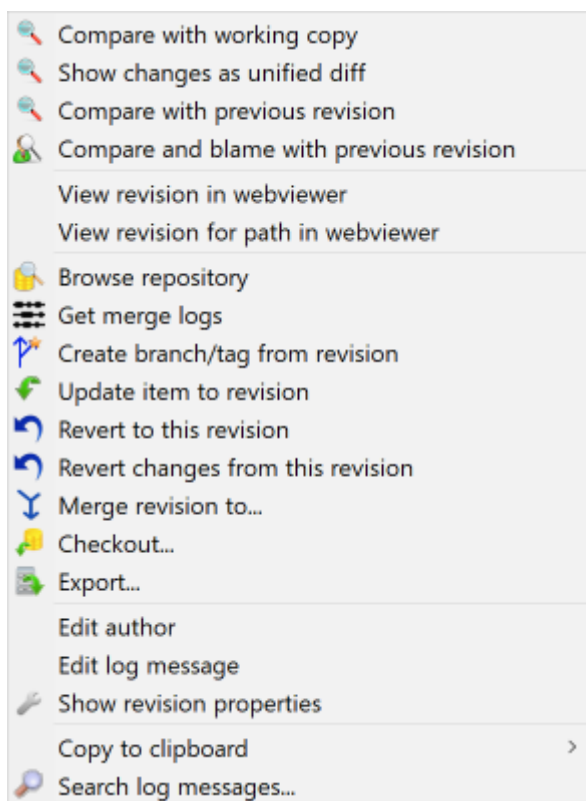 Compare with working copy
Show changes as unified diff
Compare with previous revision
Compare and blame with previous revision
View revision in webviewer
View revision for path in webviewer
Browse repository
Get merge logs
Create branch/tag from revision
Update item to revision
Revert to this revision
Revert changes from this revision
Merge revision to...
Checkout...
Export...
Edit author
Edit log message
Show revision properties
Copy to clipboard
Search log messages...